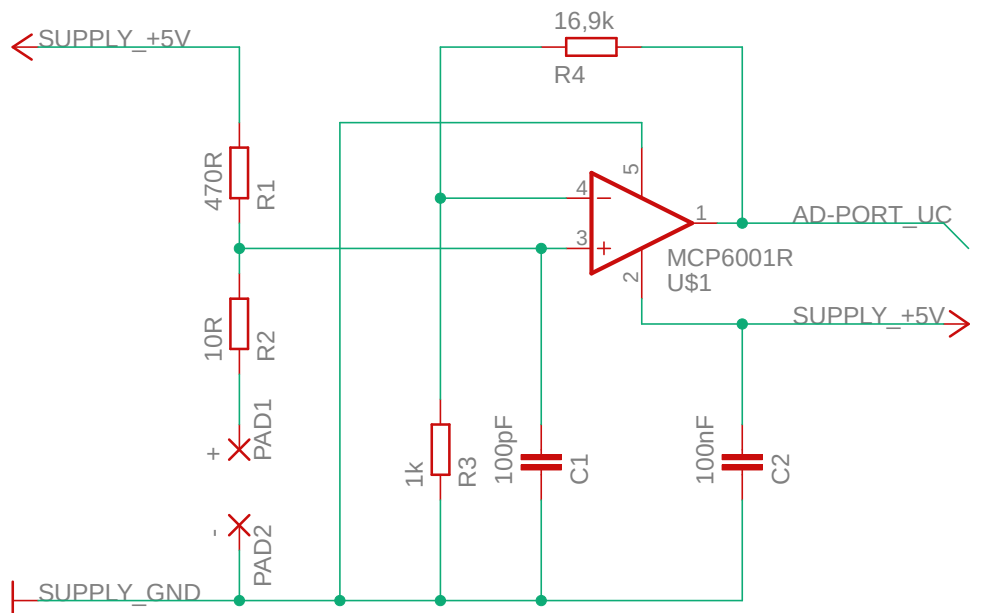 16,9k
SUPPLY_+5V
R4
470R
R1
5
4
-
3
+
1
AD-PORT_UC
MCP6001R
U$1
2
SUPPLY_+5V
10R
R2
+
PAD1
1k
R3
100pF
C1
100nF
C2
-
PAD2
SUPPLY_GND